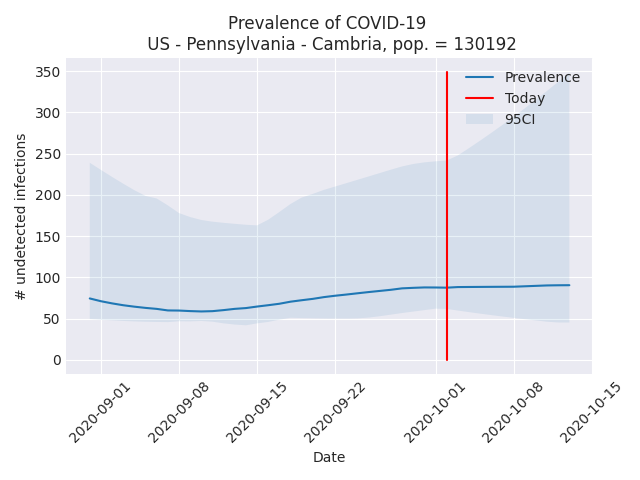 Prevalence of COVID-19
US - Pennsylvania - Cambria, pop. = 130192
Prevalence
Today
95CI
# undetected infections
350
300
250
200
150
100
50
0
2020-09-01
2020-09-08
2020-09-15
2020-09-22
2020-10-01
2020-10-08
2020-10-15
Date